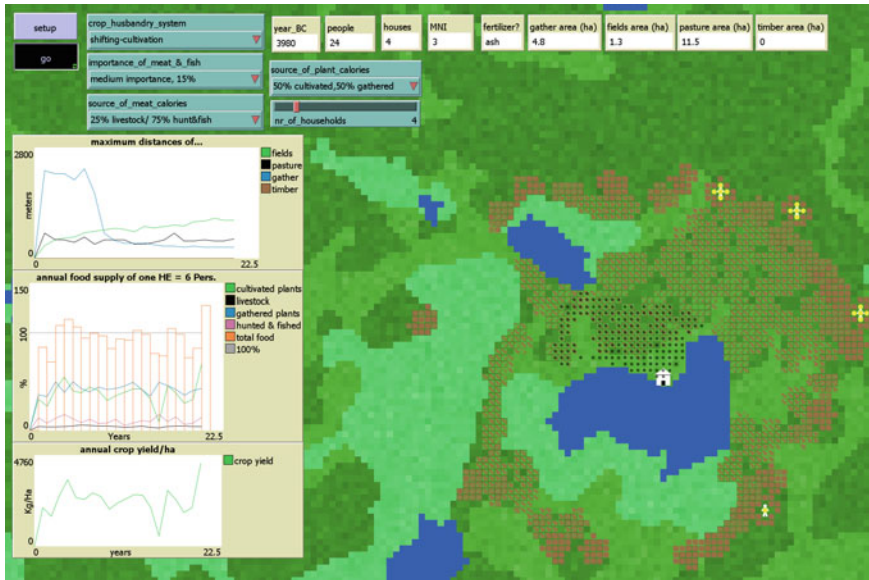 setup
go
crop_husbandry_system
shifting-cultivation
importance_of_meat_&_fish
medium importance, 15%
source_of_meat_calories
25% livestock/ 75% hunt&fish
year_BC
3980
people
24
houses
4
MNI
3
fertilizer?
ash
gather area (ha)
4.8
fields area (ha)
1.3
pasture area (ha)
11.5
timber area (ha)
0
source_of_plant_calories
50% cultivated,50% gathered
nr_of_households 4
maximum distances of...
2800
meters
0
0 22.5
fields
pasture
gather
timber
annual food supply of one HE = 6 Pers.
150
100
%
0
0 Years 22.5
cultivated plants
livestock
gathered plants
hunted & fished
total food
100%
annual crop yield/ha
4760
Kg/Ha
0
0 years 22.5
crop yield